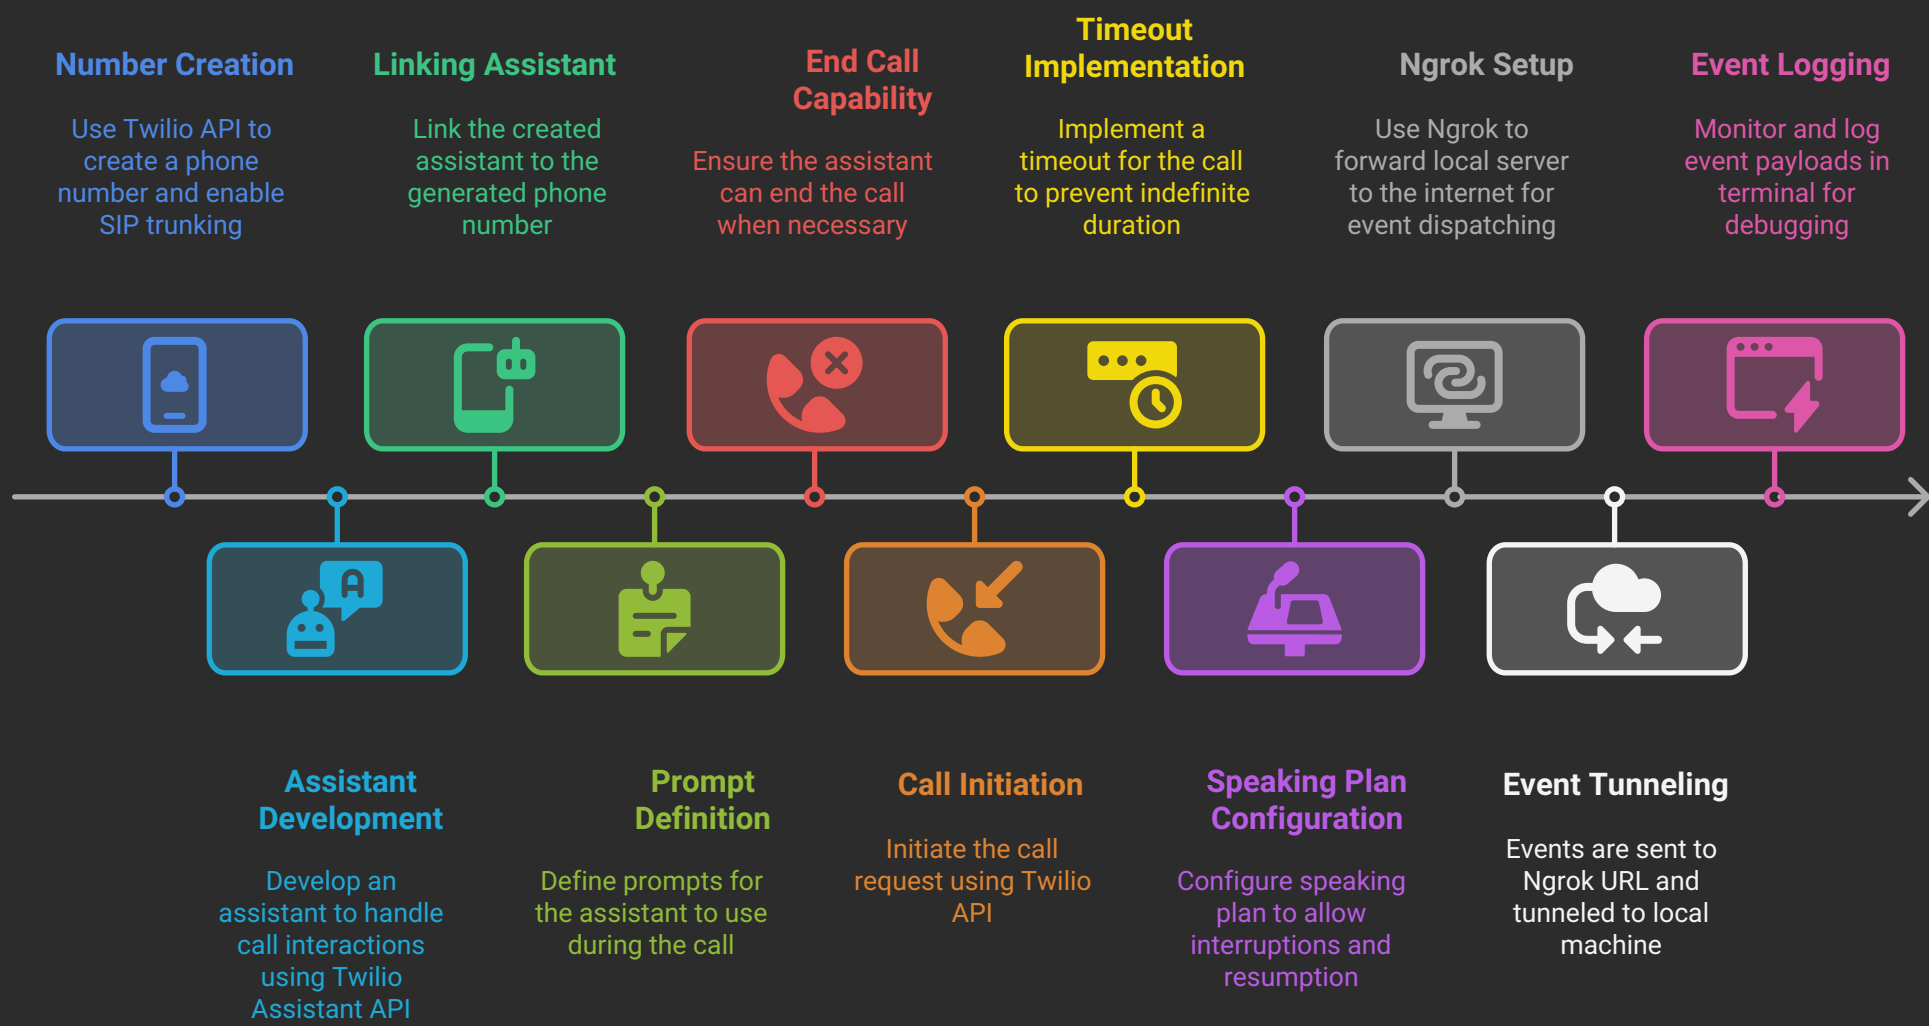 Number Creation
Use Twilio API to
create a phone
number and enable
SIP trunking
Linking Assistant
Link the created
assistant to the
generated phone
number
End Call
Capability
Ensure the assistant
can end the call
when necessary
Timeout
Implementation
Implement a
timeout for the call
to prevent indefinite
duration
Ngrok Setup
Use Ngrok to
forward local server
to the internet for
event dispatching
Event Logging
Monitor and log
event payloads in
terminal for
debugging
A
Assistant
Development
Develop an
assistant to handle
call interactions
using Twilio
Assistant API
Prompt
Definition
Define prompts for
the assistant to use
during the call
Call Initiation
Initiate the call
request using Twilio
API
Speaking Plan
Configuration
Configure speaking
plan to allow
interruptions and
resumption
Event Tunneling
Events are sent to
Ngrok URL and
tunneled to local
machine